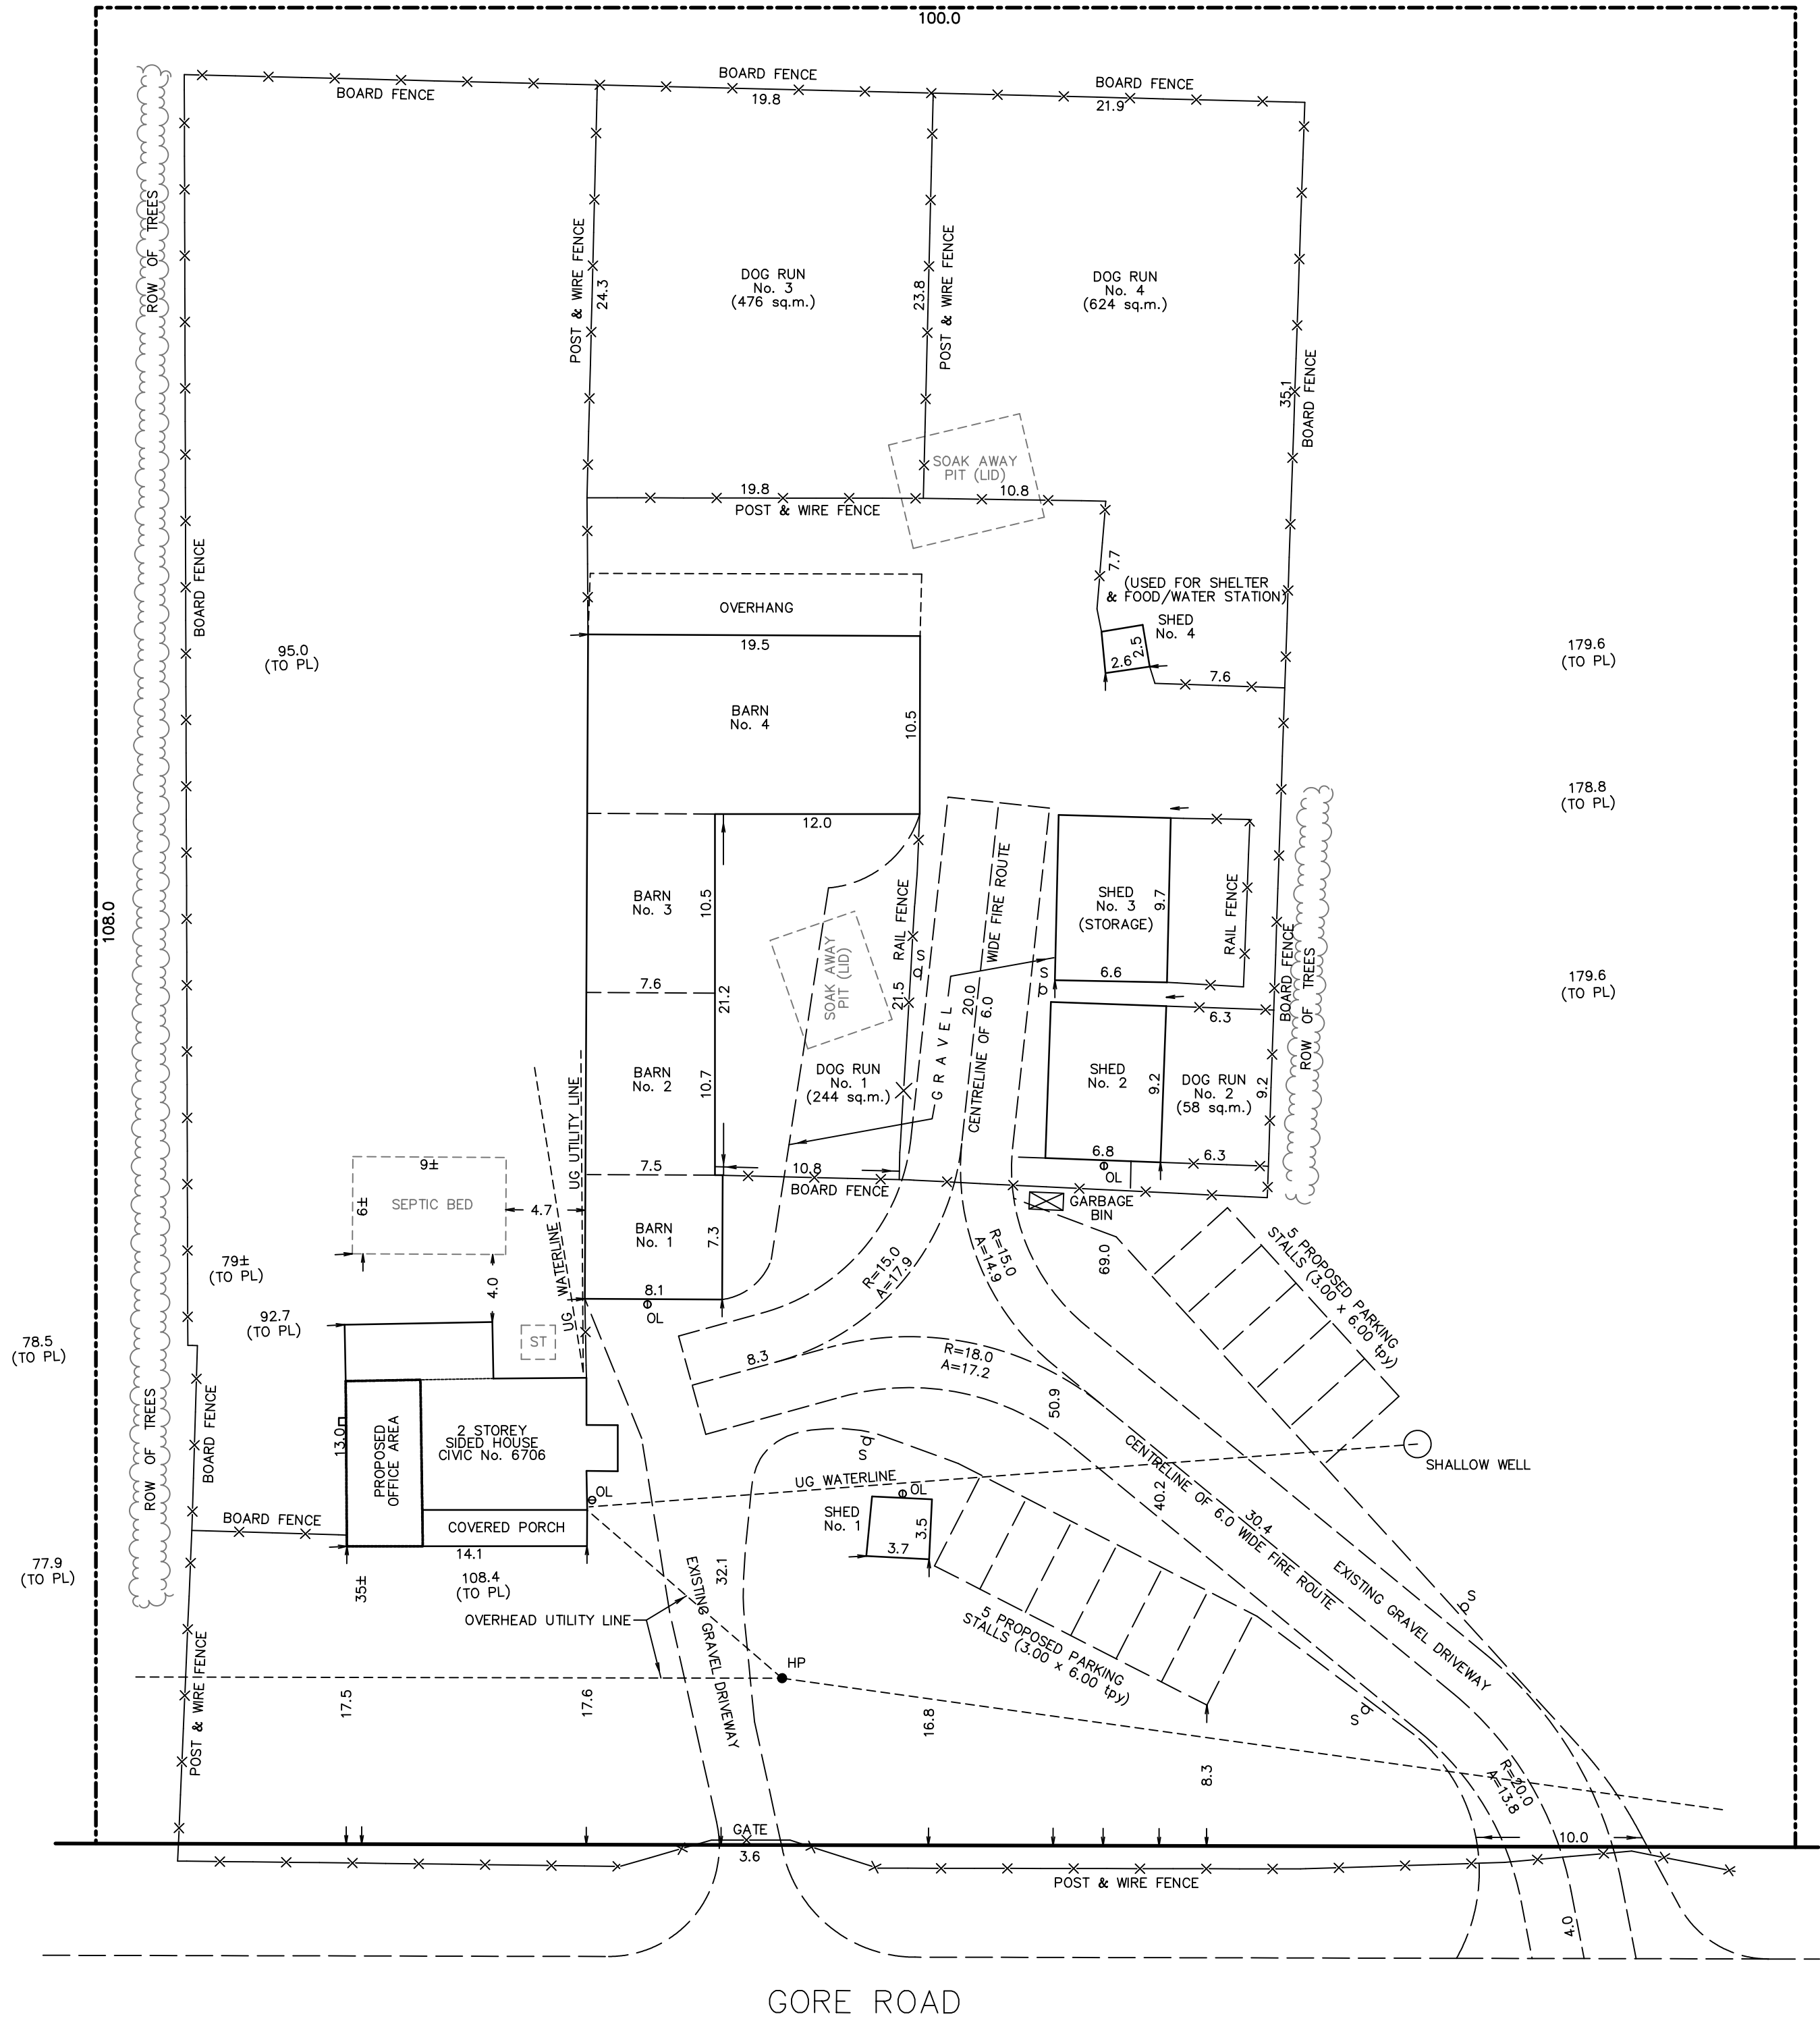 100.0
BOARD FENCE
BOARD FENCE
19.8
BOARD FENCE
21.9
ROW OF TREES
POST & WIRE FENCE
24.3
DOG RUN
No. 3
(476 sq.m.)
23.8
POST & WIRE FENCE
DOG RUN
No. 4
(624 sq.m.)
35.1
BOARD FENCE
SOAK AWAY
PIT (LID)
19.8
10.8
POST & WIRE FENCE
7.7
(USED FOR SHELTER
& FOOD/WATER STATION)
SHED
No. 4
2.5
2.6
7.6
BOARD FENCE
OVERHANG
19.5
95.0
(TO PL)
179.6
(TO PL)
BARN
No. 4
10.5
178.8
(TO PL)
12.0
108.0
BARN
No. 3
10.5
RAIL FENCE
WIDE FIRE ROUTE
SHED
No. 3
(STORAGE)
9.7
RAIL FENCE
BOARD FENCE
ROW OF TREES
SOAK AWAY
PIT (LID)
S
S
6.6
7.6
21.2
21.5
GRAVEL
20.0
CENTRELINE OF 6.0
179.6
(TO PL)
6.3
BARN
No. 2
10.7
DOG RUN
No. 1
(244 sq.m.)
SHED
No. 2
9.2
DOG RUN
No. 2
(58 sq.m.)
9.2
UG UTILITY LINE
7.5
10.8
BOARD FENCE
6.8
OL
6.3
9±
6±
SEPTIC BED
4.7
GARBAGE
BIN
BARN
No. 1
7.3
UG WATERLINE
79±
(TO PL)
4.0
8.1
OL
R=15.0
A=17.9
R=15.0
A=14.9
69.0
5 PROPOSED PARKING
STALLS (3.00 x 6.00 tpy)
92.7
(TO PL)
78.5
(TO PL)
ST
8.3
R=18.0
A=17.2
50.9
ROW OF TREES
BOARD FENCE
13.0
PROPOSED
OFFICE AREA
2 STOREY
SIDED HOUSE
CIVIC No. 6706
S
CENTRELINE OF 6.0 WIDE FIRE ROUTE
SHALLOW WELL
UG WATERLINE
OL
OL
40.2
30.4
BOARD FENCE
COVERED PORCH
SHED
No. 1
3.5
3.7
14.1
77.9
(TO PL)
35±
108.4
(TO PL)
OVERHEAD UTILITY LINE
EXISTING GRAVEL DRIVEWAY
32.1
5 PROPOSED PARKING
STALLS (3.00 x 6.00 tpy)
EXISTING GRAVEL DRIVEWAY
S
HP
POST & WIRE FENCE
17.5
17.6
16.8
8.3
S
R=20.0
A=13.8
GATE
3.6
10.0
POST & WIRE FENCE
4.0
GORE ROAD